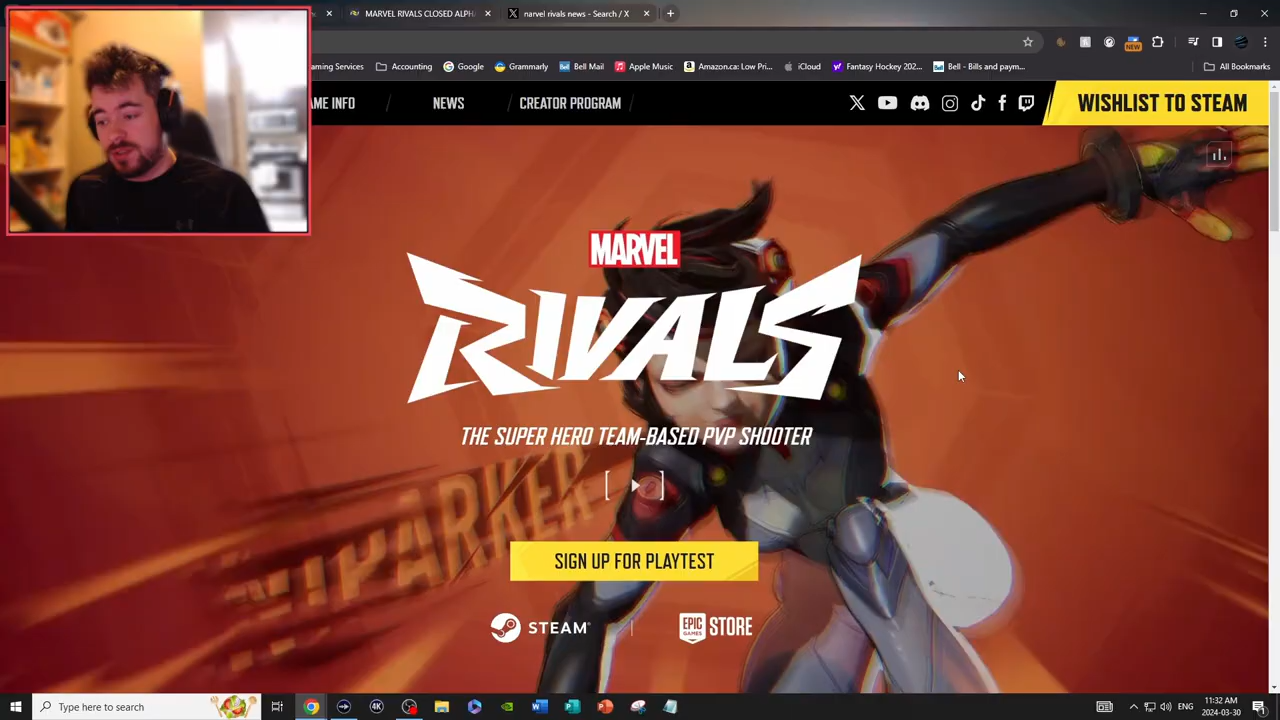 MARVEL RIVALS CLOSED ALPH
narvel rivals news - Search / X
NEW
aming Services
Accounting
Google
Grammarly
Bell Mail
Apple Music
Amazon.ca: Low Pri...
iCloud
Fantasy Hockey 202...
Bell - Bills and paym...
All Bookmarks
AME INFO / NEWS / CREATOR PROGRAM /
WISHLIST TO STEAM
MARVEL
RIVALS
THE SUPER HERO TEAM-BASED PVP SHOOTER
PARKER
SIGN UP FOR PLAYTEST
STEAM
EPIC GAMES STORE
Type here to search
4K
ENG
11:32 AM
2024-03-30